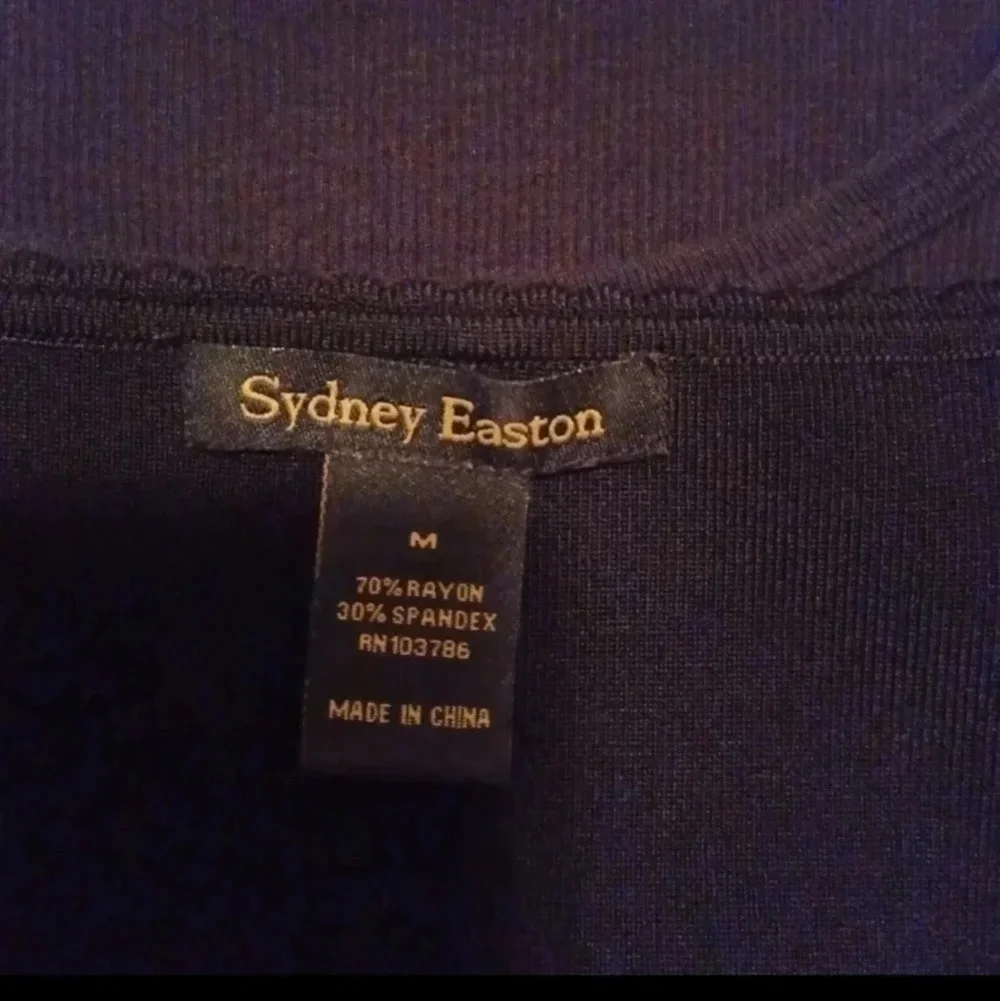 Sydney Easton
M
70% RAYON
30% SPANDEX
RN103786
MADE IN CHINA